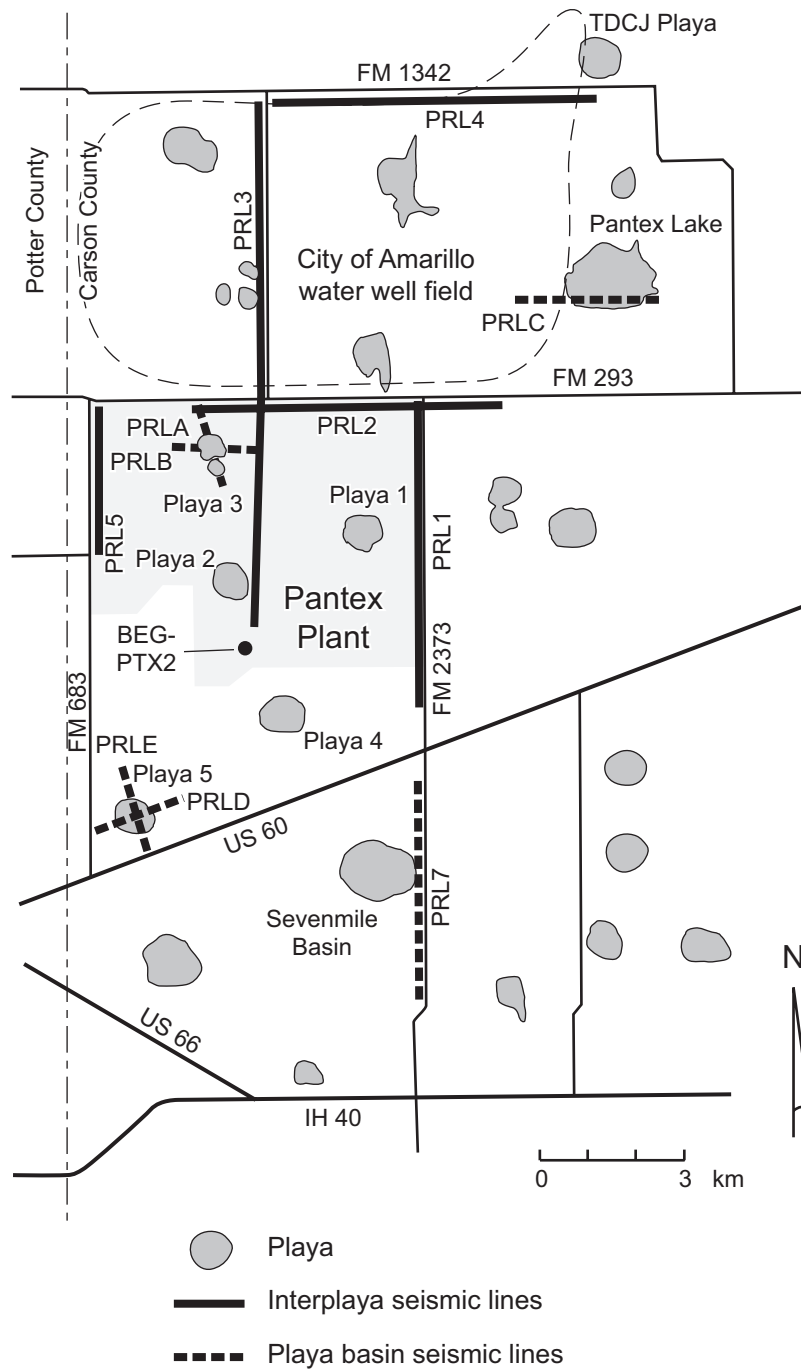 TDCJ Playa
FM 1342
PRL4
Potter County
Carson County
PRL3
Pantex Lake
City of Amarillo
water well field
PRLC
FM 293
PRLA
PRL2
PRLB
Playa 3
Playa 1
PRL5
PRL1
Playa 2
Pantex
Plant
BEG-
PTX2
FM 2373
FM 683
Playa 4
PRLE
Playa 5
PRLD
US 60
PRL7
Sevenmile
Basin
N
US 66
IH 40
0 3 km
Playa
Interplaya seismic lines
Playa basin seismic lines